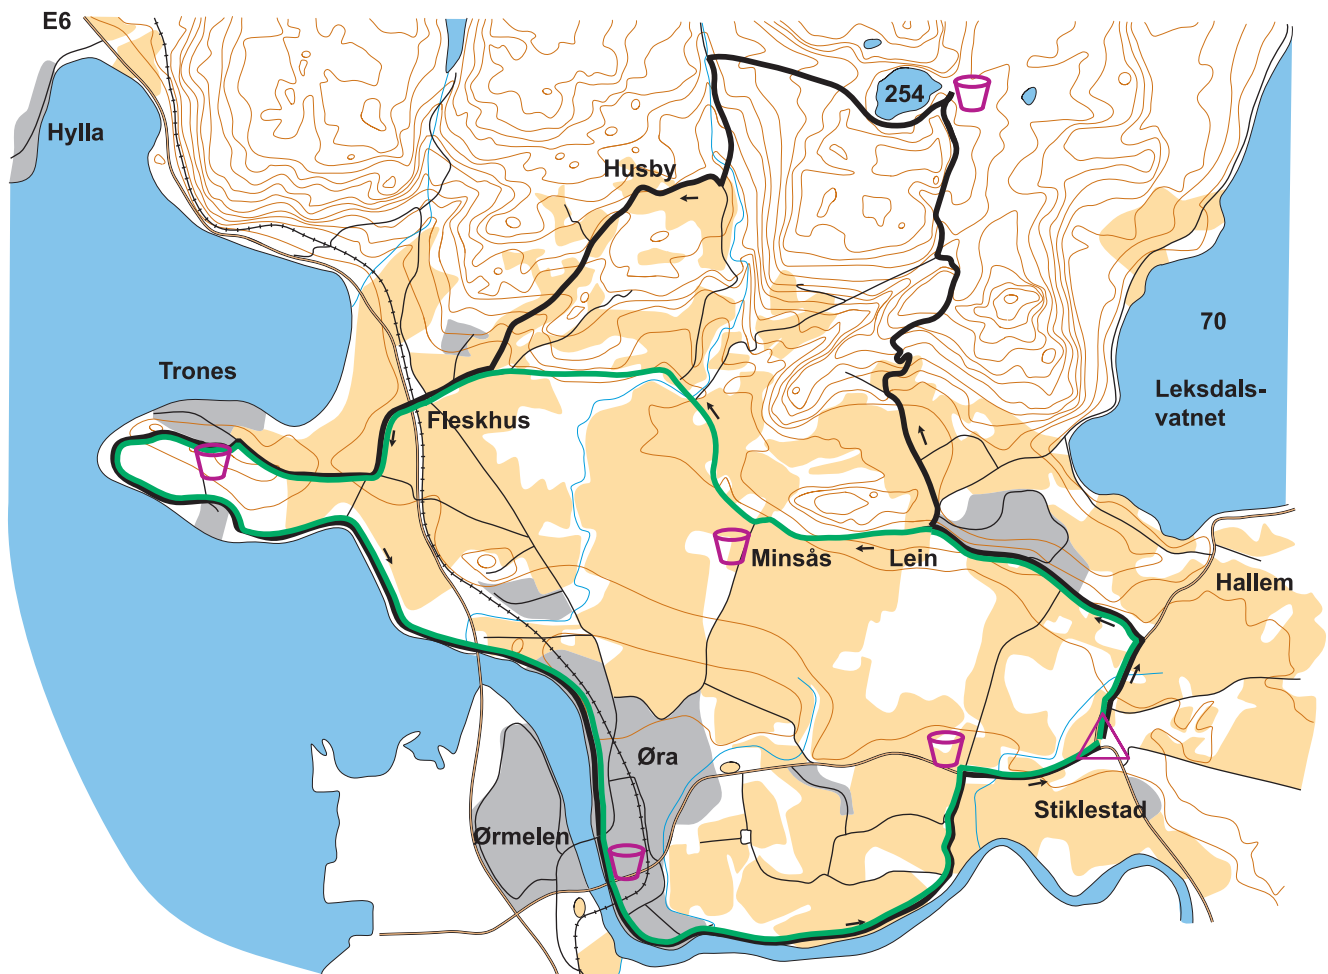 E6
Hylla
254
Husby
70
Trones
Leksdals-
vatnet
Fleskhus
Minsås
Lein
Hallem
Øra
Stiklestad
Ørmelen